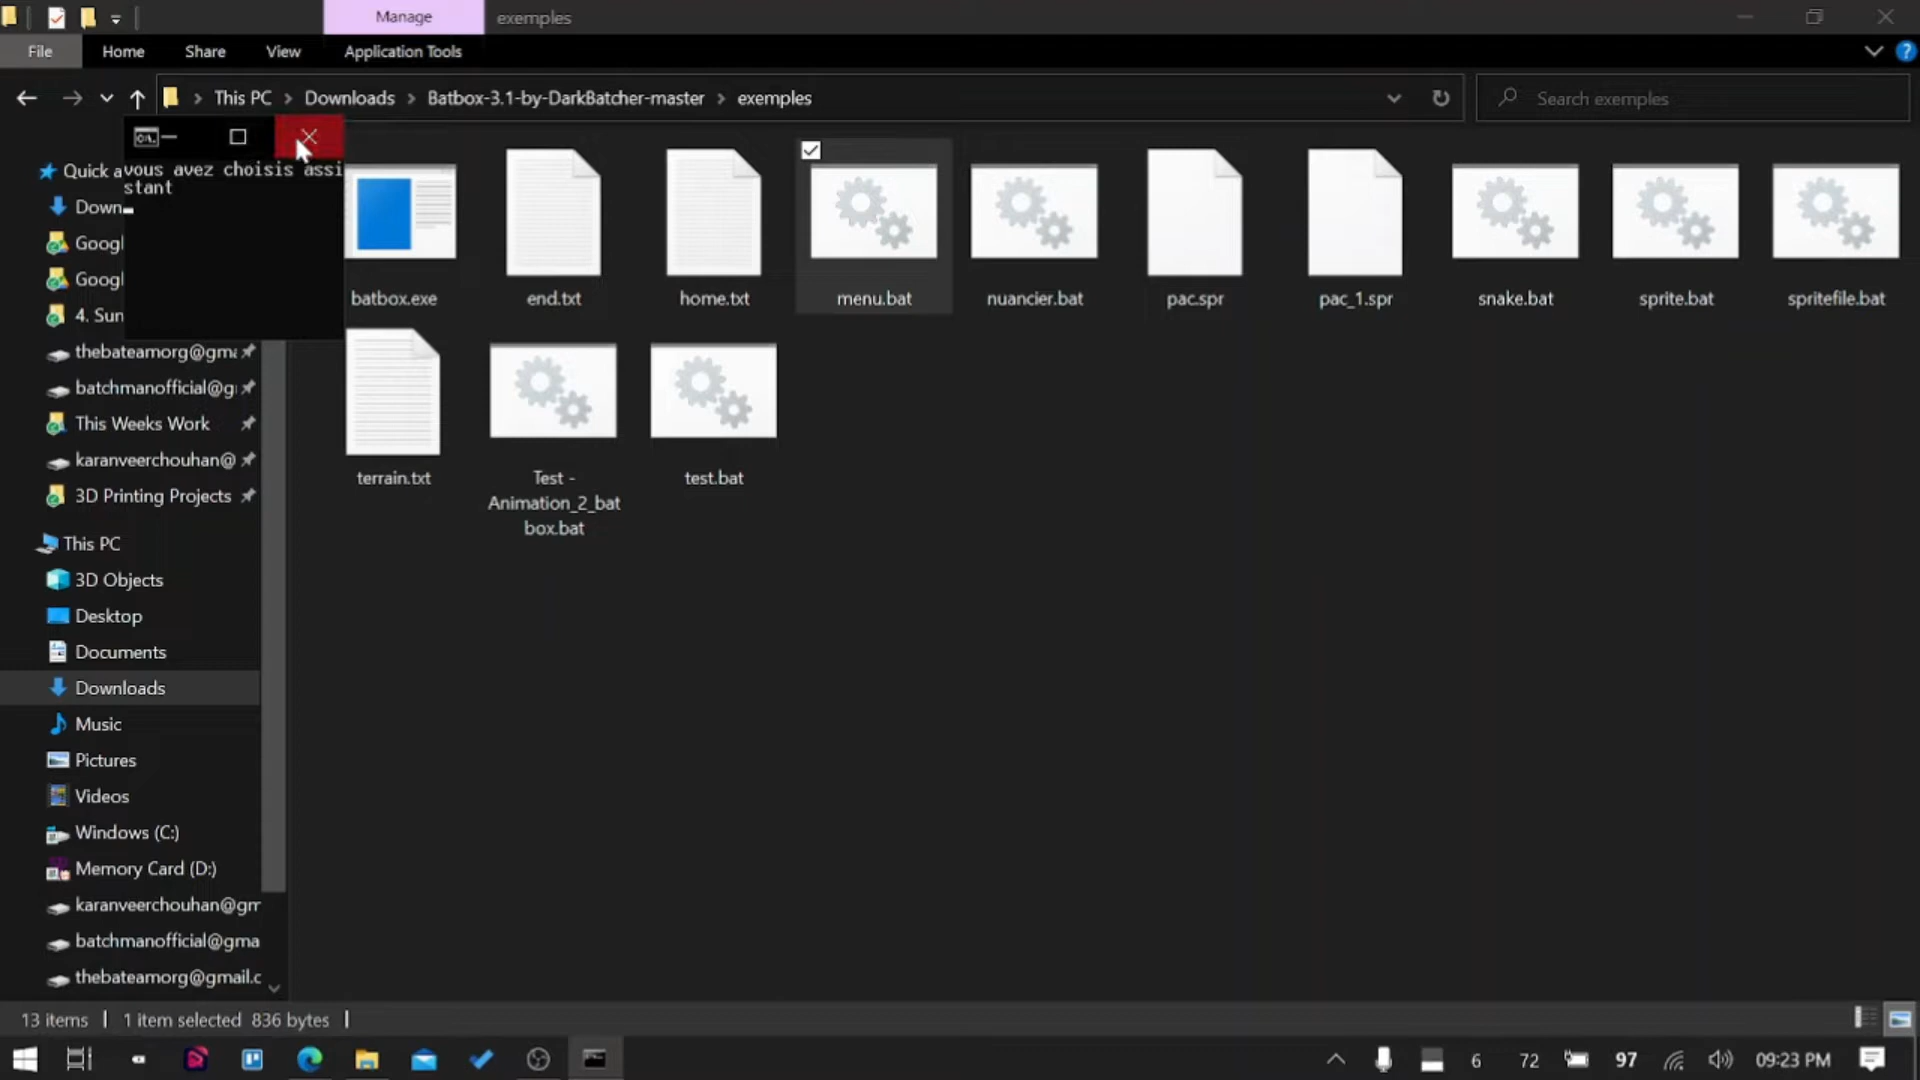 Manage
exemples
File
Home
Share
View
Application Tools
This PC
Downloads
Batbox-3.1-by-DarkBatcher-master
exemples
Search exemples
C:\.
vous avez choisis assi
stant
Quick a
Down
Googl
Googl
4. Sun
thebateamorg@gma
batchmanofficial@g
This Weeks Work
karanveerchouhan@
3D Printing Projects
This PC
3D Objects
Desktop
Documents
Downloads
Music
Pictures
Videos
Windows (C:)
Memory Card (D:)
karanveerchouhan@gm
batchmanofficial@gma
thebateamorg@gmail.c
batbox.exe
end.txt
home.txt
menu.bat
nuancier.bat
pac.spr
pac_1.spr
snake.bat
sprite.bat
spritefile.bat
terrain.txt
Test -
Animation_2_bat
box.bat
test.bat
13 items
1 item selected 836 bytes
6
72
97
09:23 PM